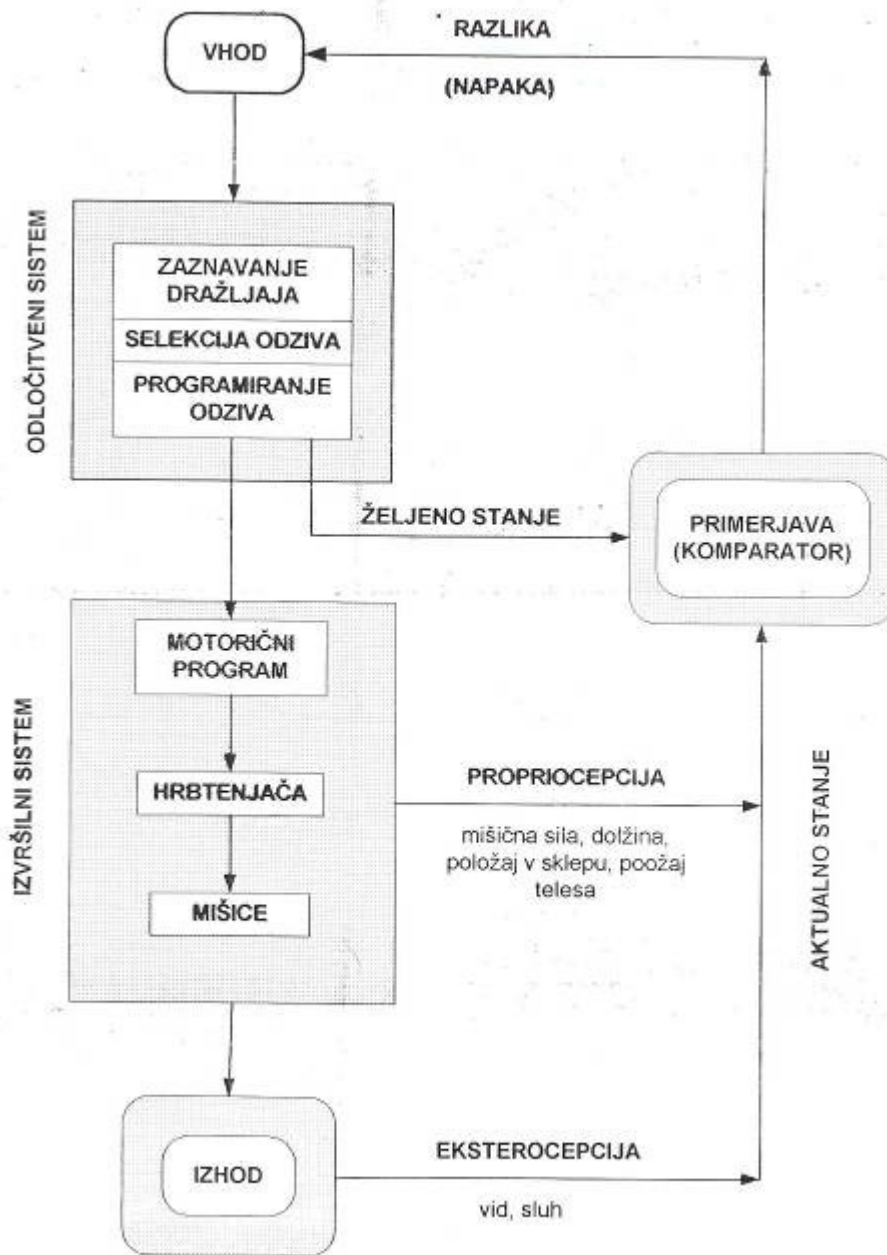 RAZLIKA
VHOD
(NAPAKA)
ODLOČITVENI SISTEM
ZAZNAVANJE
DRAŽLJAJA
SELEKCIJA ODZIVA
PROGRAMIRANJE
ODZIVA
ŽELJENO STANJE
PRIMERJAVA
(KOMPARATOR)
IZVRŠILNI SISTEM
MOTORIČNI
PROGRAM
HRBTENJAČA
MIŠICE
PROPRIOCEPCIJA
mišična sila, dolžina,
položaj v sklepu, poožaj
telesa
AKTUALNO STANJE
IZHOD
EKSTEROCEPCIJA
vid, sluh